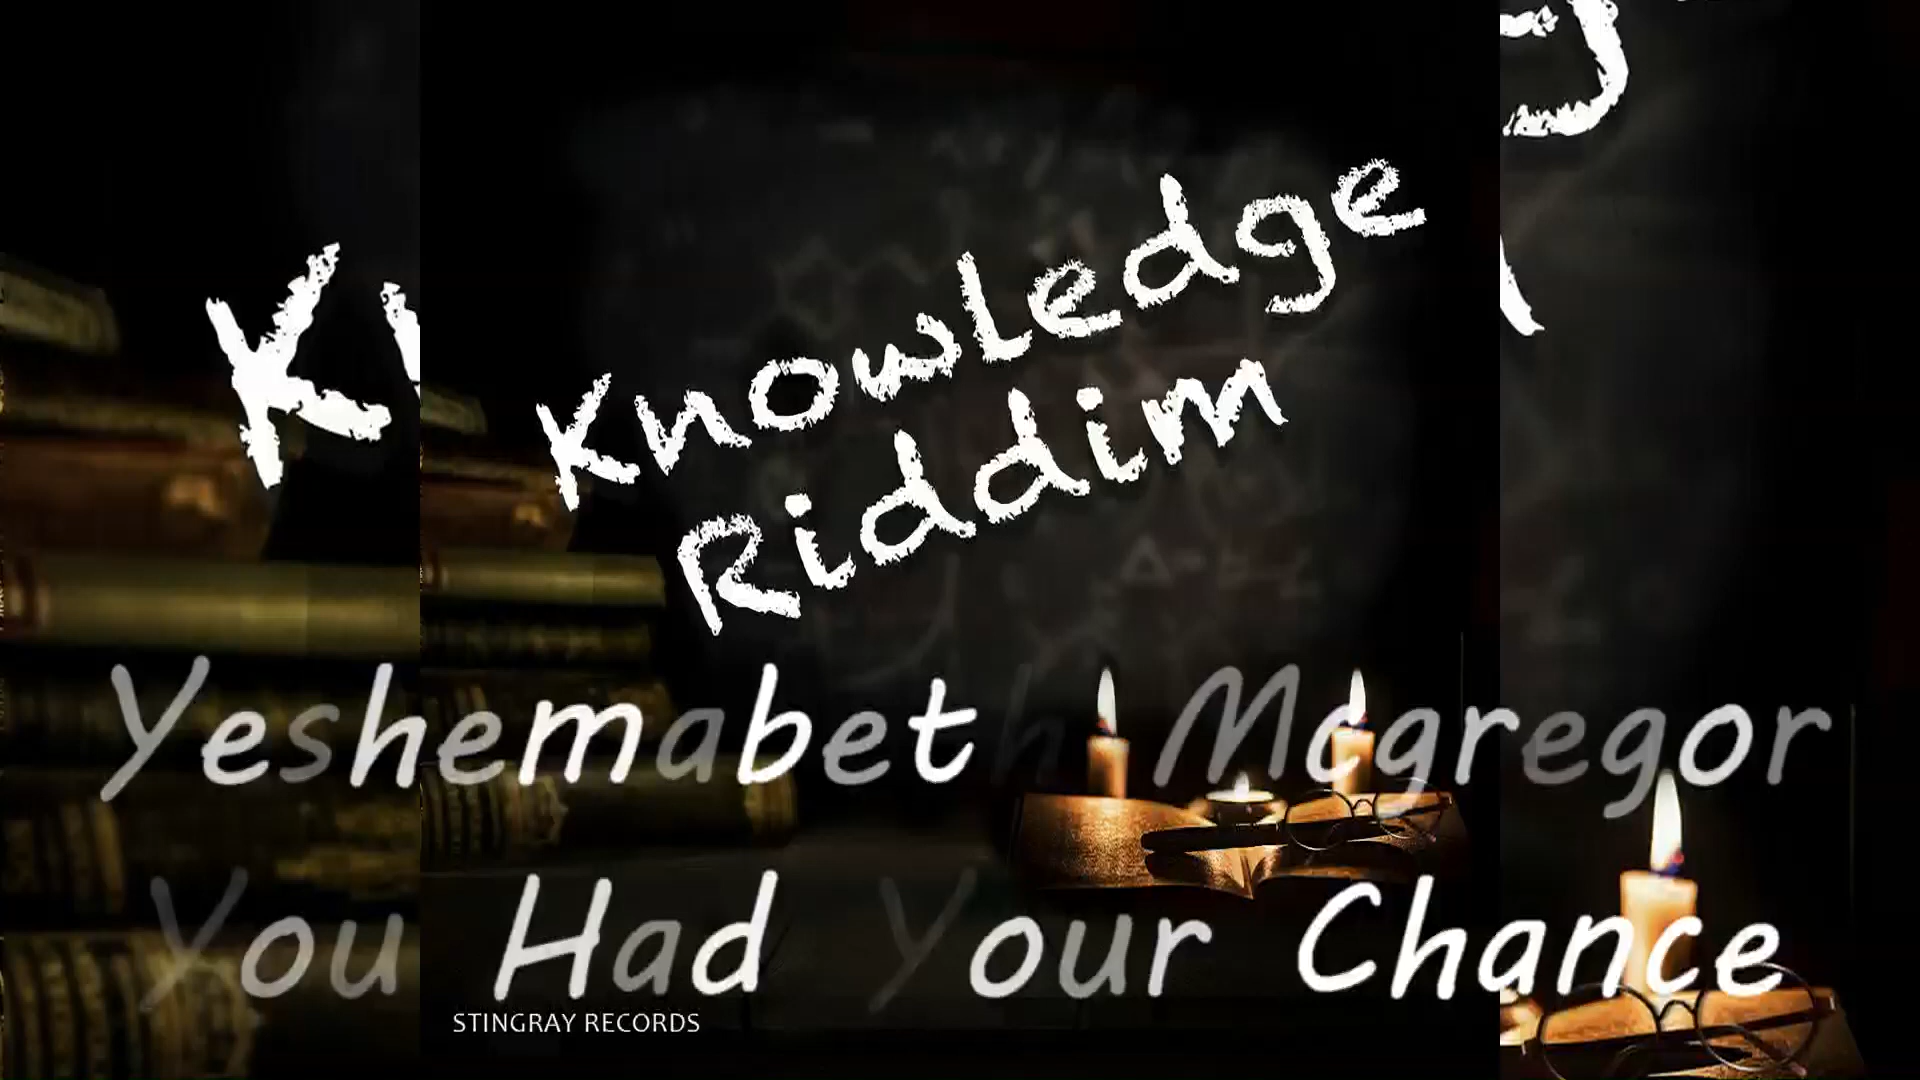 Knowledge
Riddim
Yeshemabeth Mcgregor
You Had Your Chance
STINGRAY RECORDS